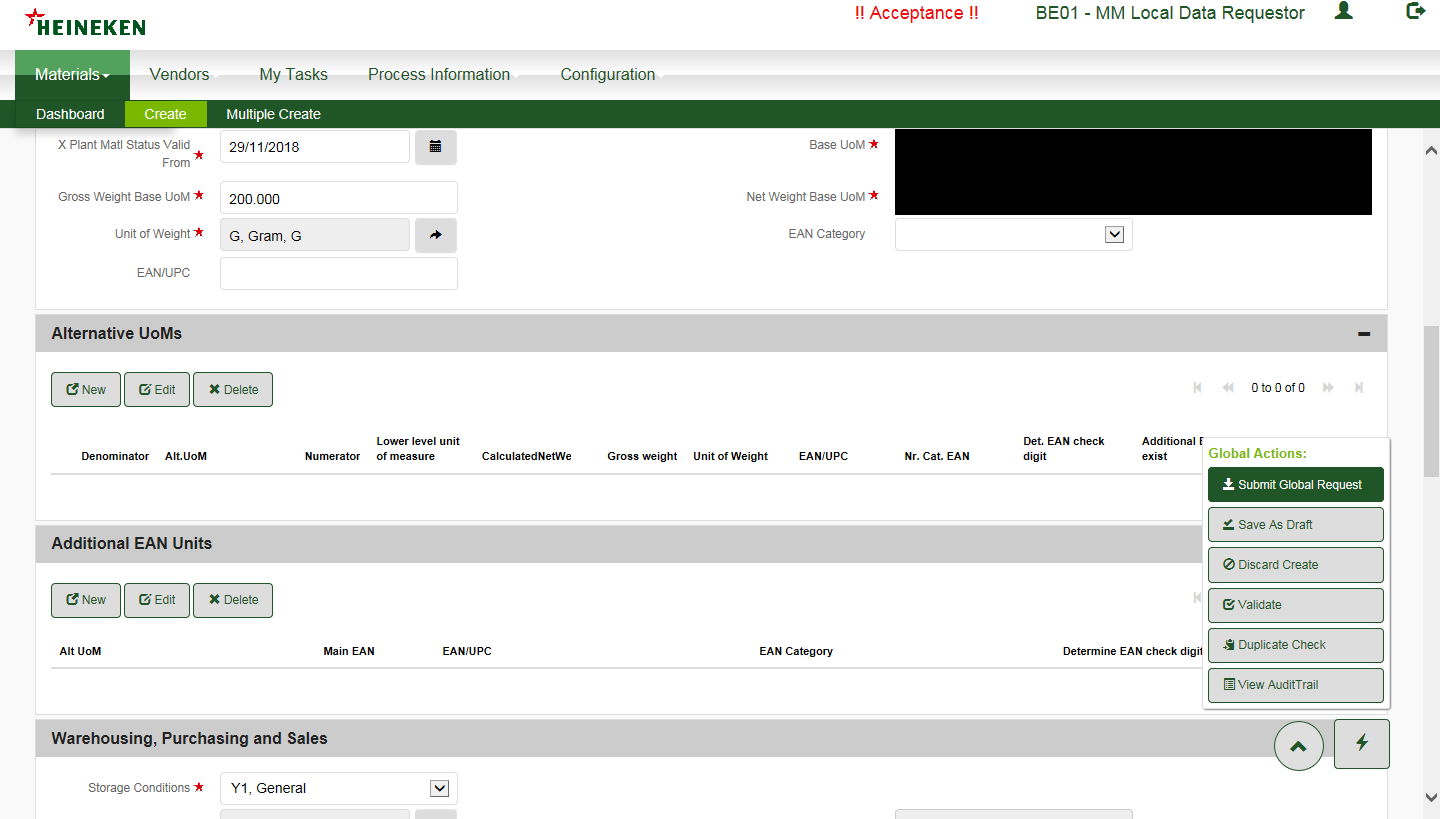 HEINEKEN
!! Acceptance !!
BE01 - MM Local Data Requestor
Materials
Vendors
My Tasks
Process Information
Configuration
Dashboard
Create
Multiple Create
X Plant Matl Status Valid
From
29/11/2018
Base UoM
Gross Weight Base UoM
200.000
Net Weight Base UoM
Unit of Weight
G, Gram, G
EAN Category
EAN/UPC
Alternative UoMs
New
Edit
Delete
0 to 0 of 0
Denominator
Alt.UoM
Numerator
Lower level unit
of measure
CalculatedNetWe
Gross weight
Unit of Weight
EAN/UPC
Nr. Cat. EAN
Det. EAN check
digit
Additional
exist
Global Actions:
Submit Global Request
Save As Draft
Discard Create
Validate
Duplicate Check
View AuditTrail
Additional EAN Units
New
Edit
Delete
Alt UoM
Main EAN
EAN/UPC
EAN Category
Determine EAN check digit
Warehousing, Purchasing and Sales
Storage Conditions
Y1, General